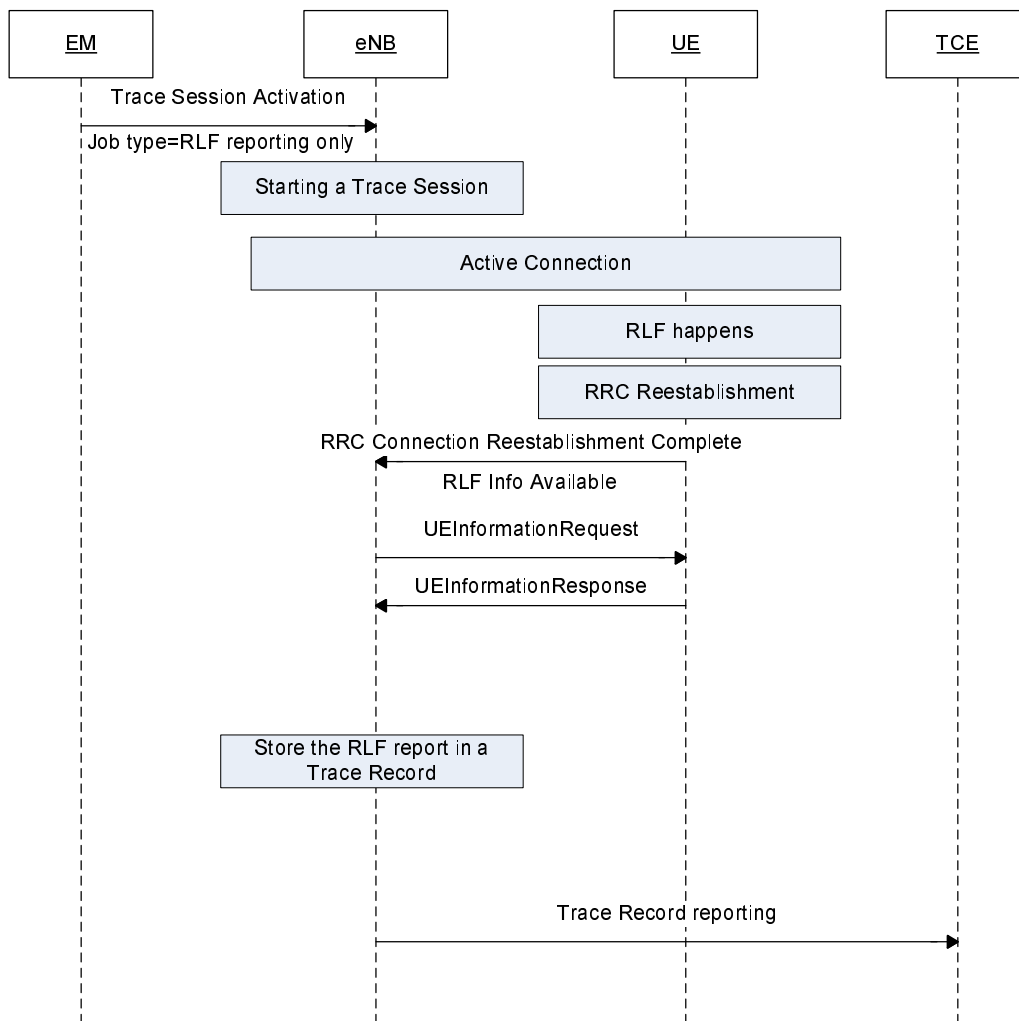 EM
eNB
UE
TCE
Trace Session Activation
Job type=RLF reporting only
Starting a Trace Session
Active Connection
RLF happens
RRC Reestablishment
RRC Connection Reestablishment Complete
RLF Info Available
UEInformationRequest
UEInformationResponse
Store the RLF report in a
Trace Record
Trace Record reporting